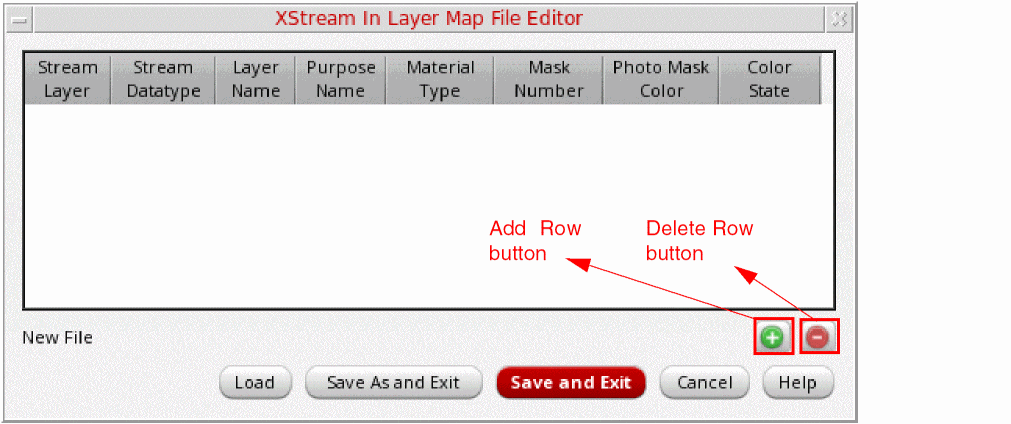 XStream In Layer Map File Editor
Stream Layer
Stream Datatype
Layer Name
Purpose Name
Material Type
Mask Number
Photo Mask Color
Color State
Add Row button
Delete Row button
New File
Load
Save As and Exit
Save and Exit
Cancel
Help